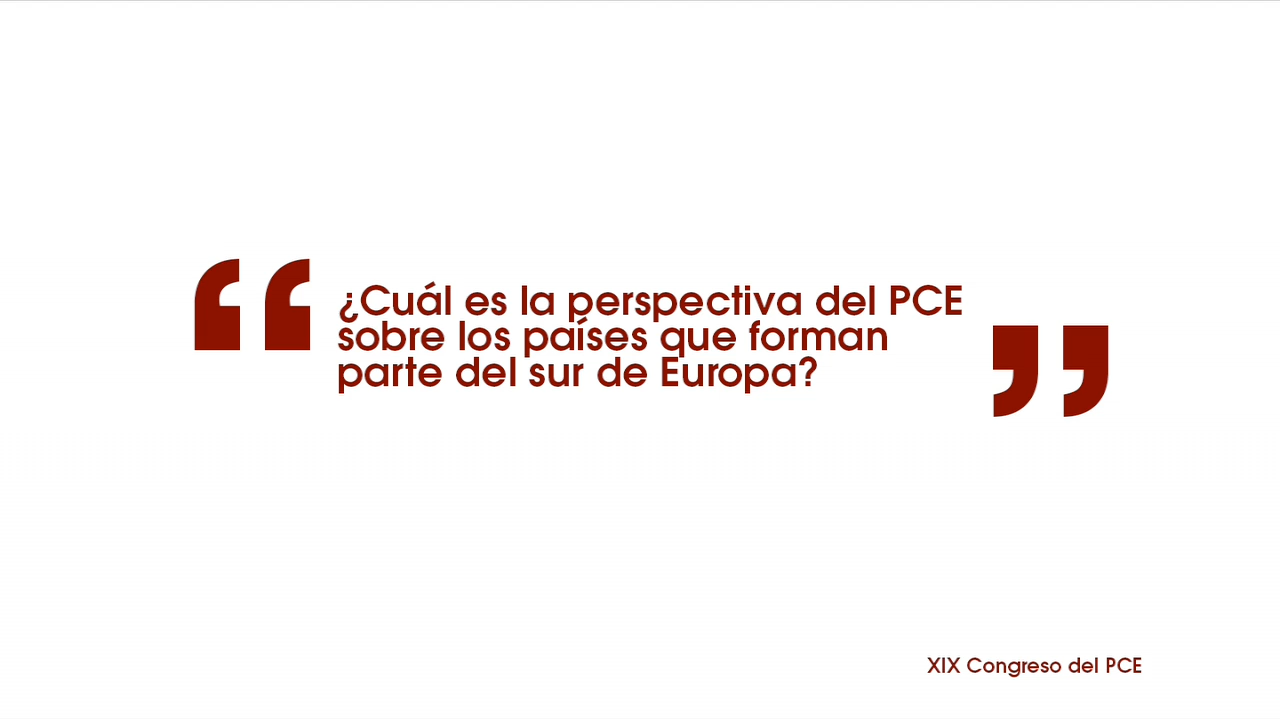 “ ¿Cuál es la perspectiva del PCE
sobre los países que forman
parte del sur de Europa? ”
XIX Congreso del PCE